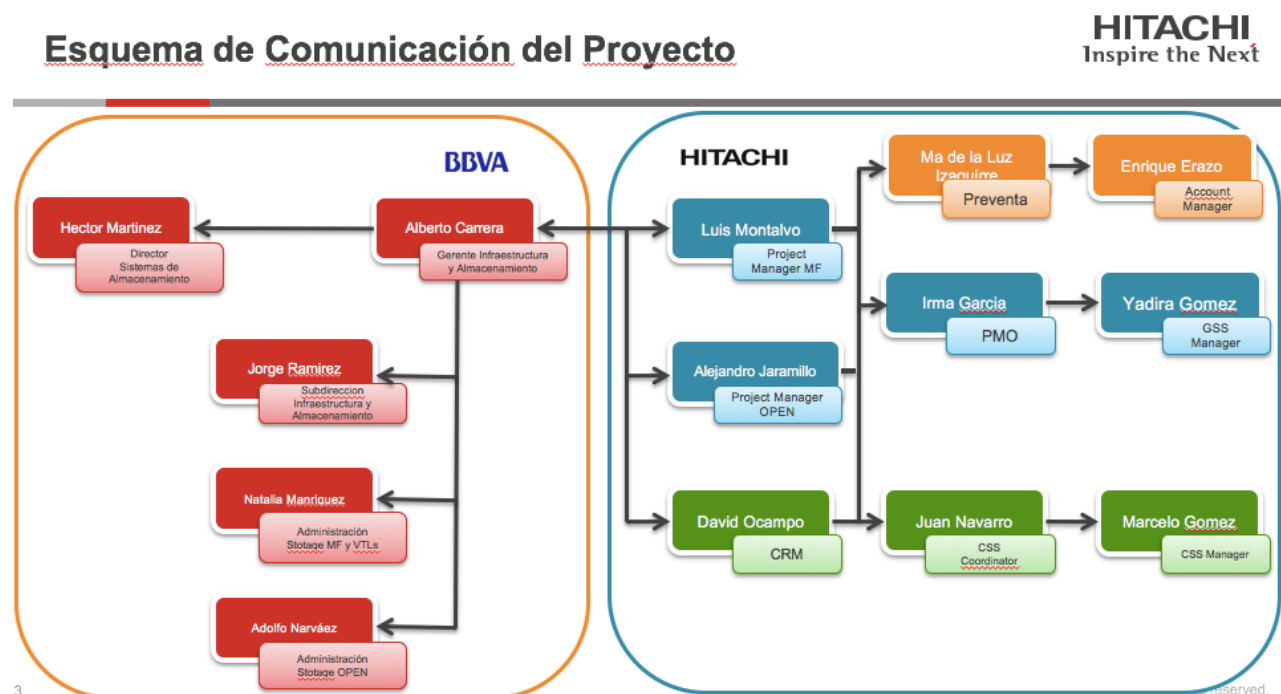 Esquema de Comunicación del Proyecto
HITACHI
Inspire the Next
BBVA
HITACHI
Hector Martinez
Director
Sistemas de
Almacenamiento
Alberto Carrera
Gerente Infraestructura
y Almacenamiento
Jorge Ramirez
Subdireccion
Infraestructura y
Almacenamiento
Natalia Manriquez
Administración
Stotage MF y VTLs
Adolfo Narváez
Administración
Stotage OPEN
Luis Montalvo
Project
Manager MF
Alejandro Jaramillo
Project Manager
OPEN
David Ocampo
CRM
Ma de la Luz
Izaguirre
Preventa
Enrique Erazo
Account
Manager
Irma Garcia
PMO
Yadira Gomez
GSS
Manager
Juan Navarro
CSS
Coordinator
Marcelo Gomez
CSS Manager
3
reserved.